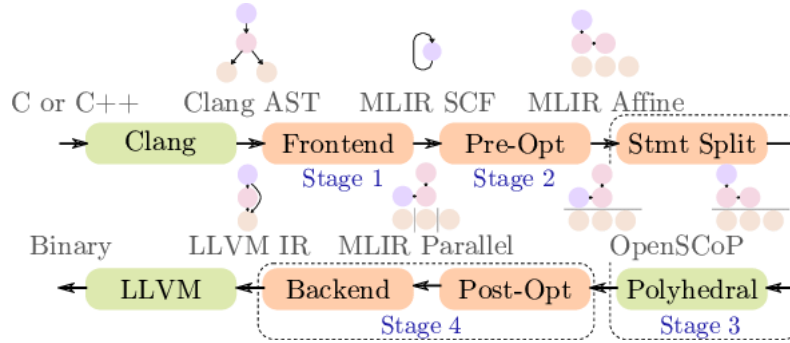 C or C++ Clang AST MLIR SCF MLIR Affine
Clang Frontend Pre-Opt Stmt Split
Stage 1 Stage 2
Binary LLVM IR MLIR Parallel OpenSCoP
LLVM Backend Post-Opt Polyhedral
Stage 4 Stage 3